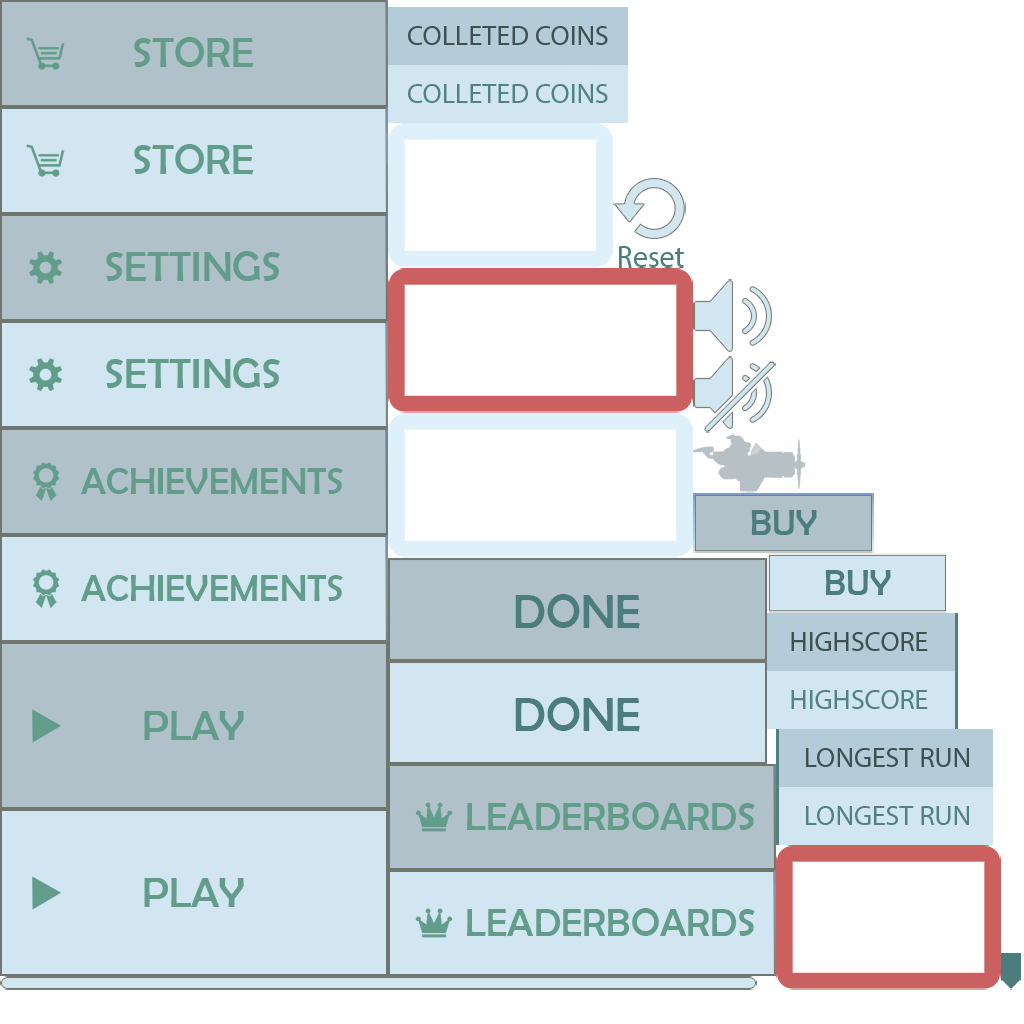 STORE
STORE
SETTINGS
SETTINGS
ACHIEVEMENTS
ACHIEVEMENTS
PLAY
PLAY
COLLETED COINS
COLLETED COINS
Reset
BUY
BUY
DONE
DONE
HIGHSCORE
HIGHSCORE
LONGEST RUN
LONGEST RUN
LEADERBOARDS
LEADERBOARDS